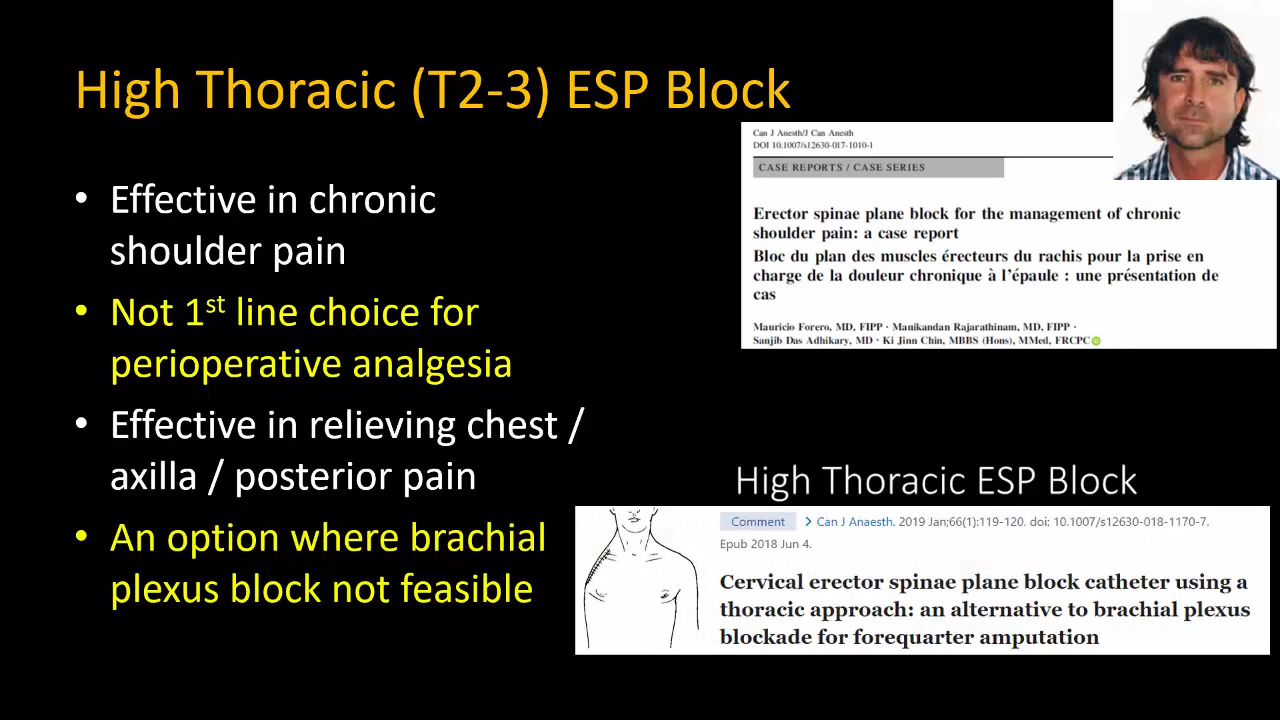 High Thoracic (T2-3) ESP Block
• Effective in chronic
shoulder pain
• Not 1st line choice for
perioperative analgesia
• Effective in relieving chest /
axilla / posterior pain
• An option where brachial
plexus block not feasible
Can J Anesth/J Can Anesth
DOI 10.1007/s12630-017-1010-1
CASE REPORTS / CASE SERIES
Erector spinae plane block for the management of chronic
shoulder pain: a case report
Bloc du plan des muscles érecteurs du rachis pour la prise en
charge de la douleur chronique à l'épaule : une présentation de
cas
Mauricio Forero, MD, FIPP · Manikandan Rajarathinam, MD, FIPP ·
Sanjib Das Adhikary, MD · Ki Jinn Chin, MBBS (Hons), MMed, FRCPC
High Thoracic ESP Block
Comment > Can J Anaesth. 2019 Jan;66(1):119-120. doi: 10.1007/s12630-018-1170-7.
Epub 2018 Jun 4.
Cervical erector spinae plane block catheter using a
thoracic approach: an alternative to brachial plexus
blockade for forequarter amputation